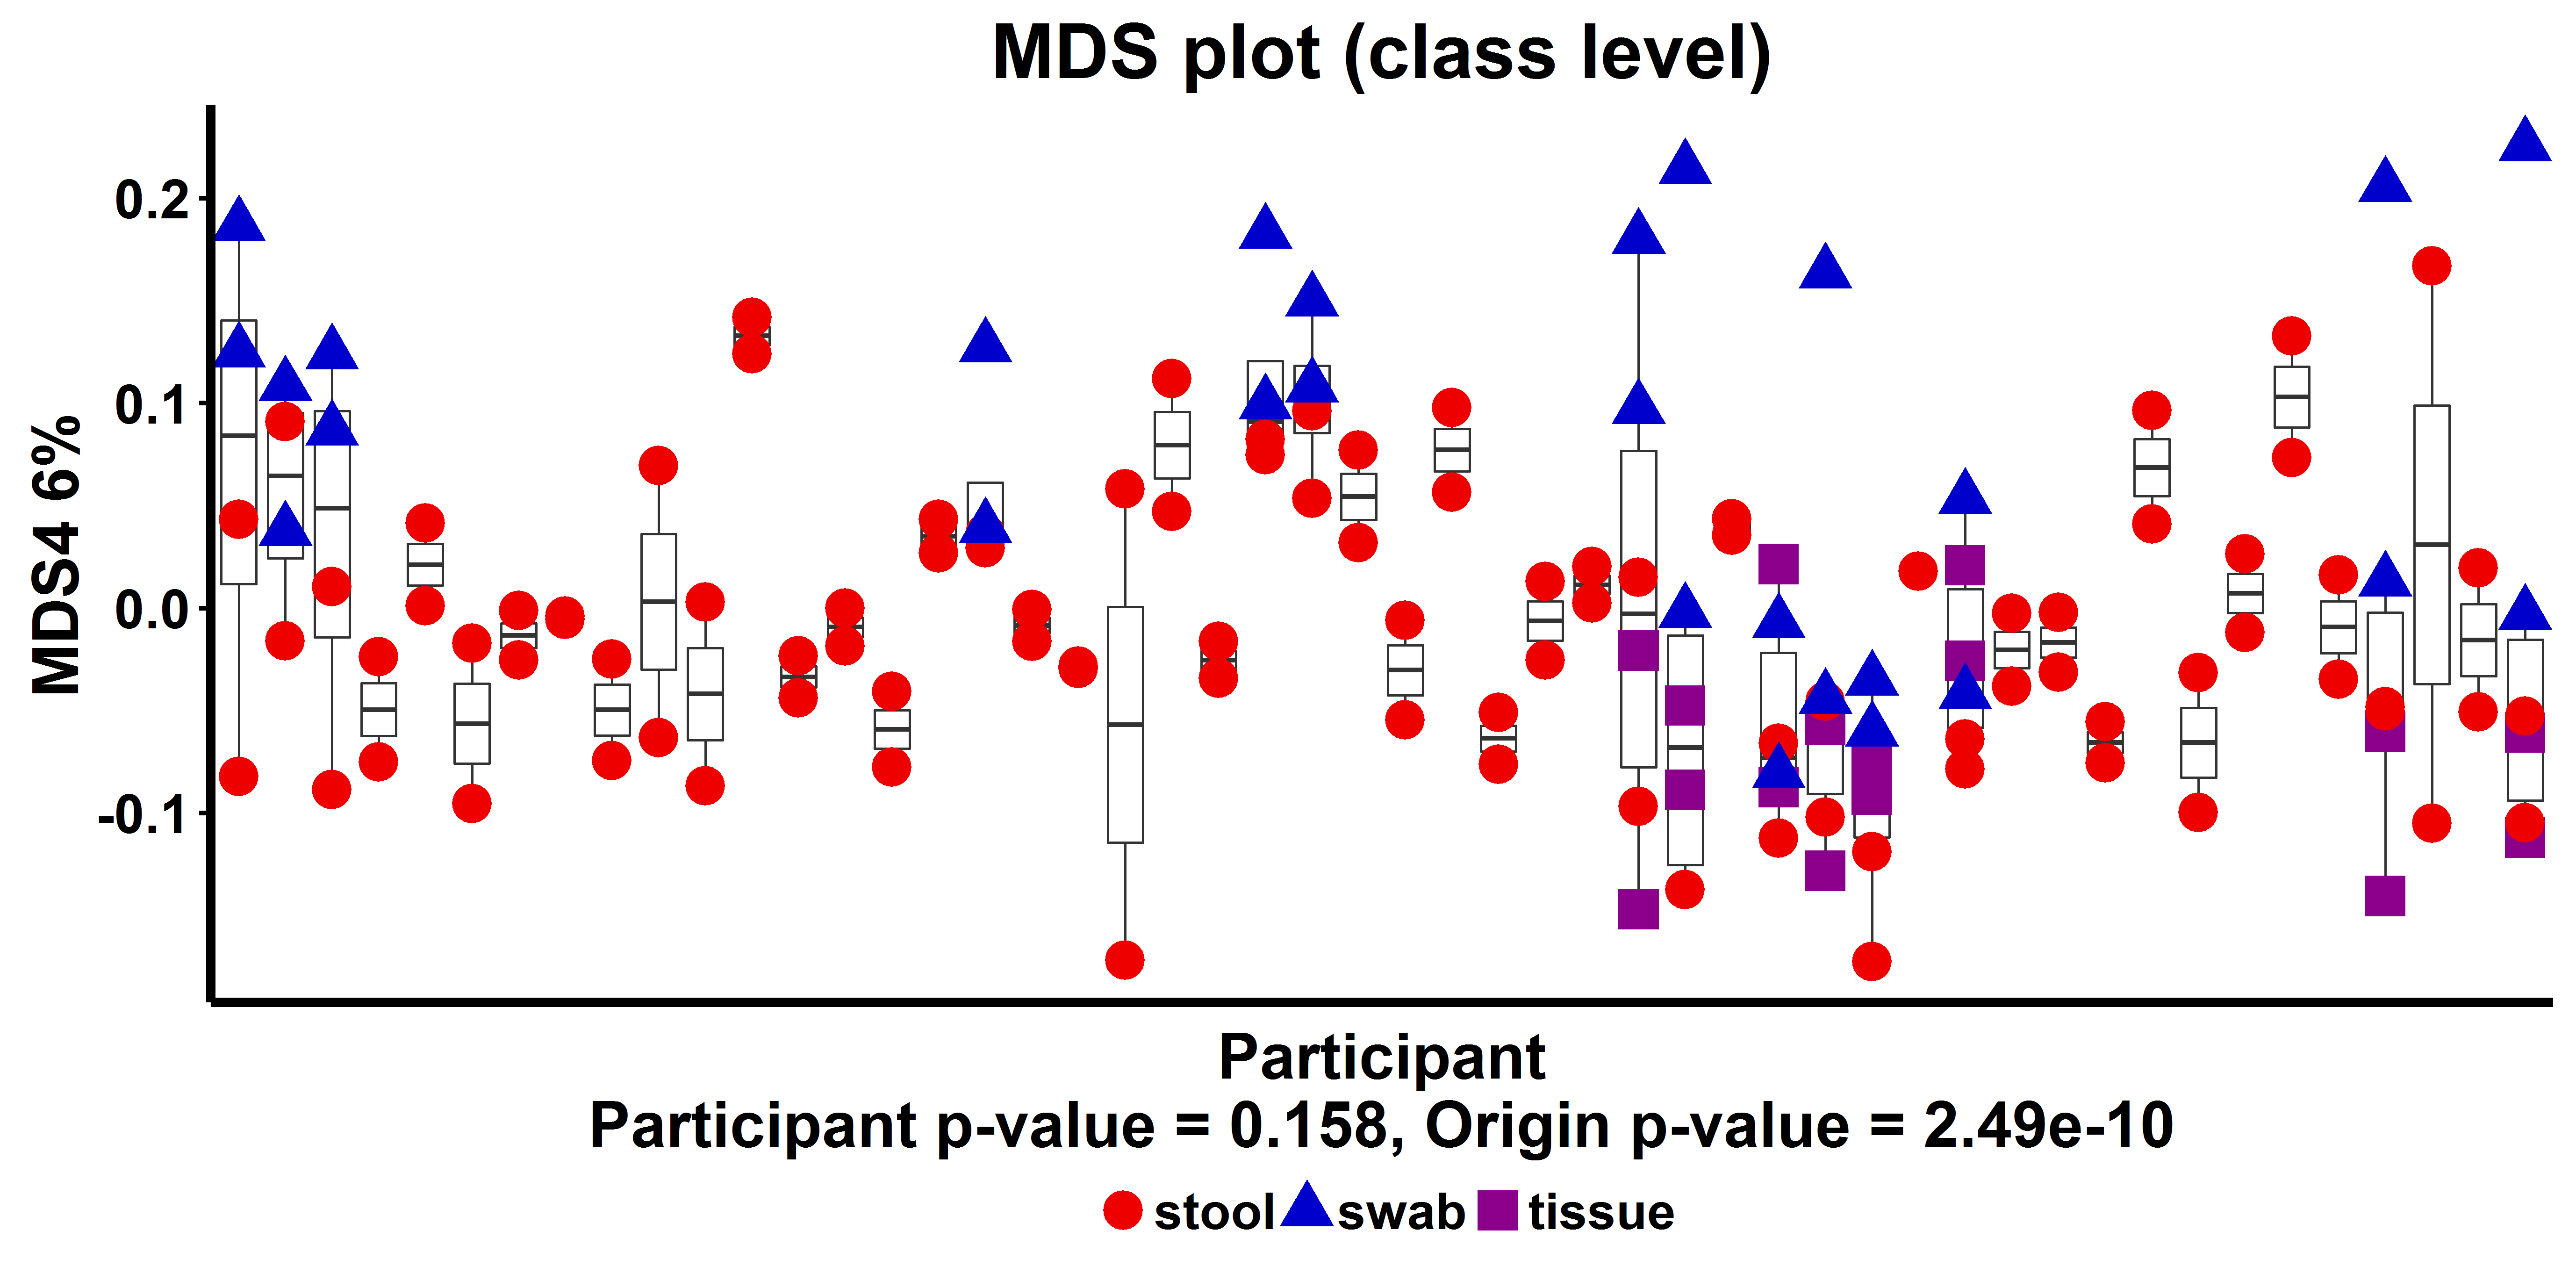 MDS plot (class level)
MDS4 6%
0.2
0.1
0.0
-0.1
Participant
Participant p-value = 0.158, Origin p-value = 2.49e-10
stool swab tissue